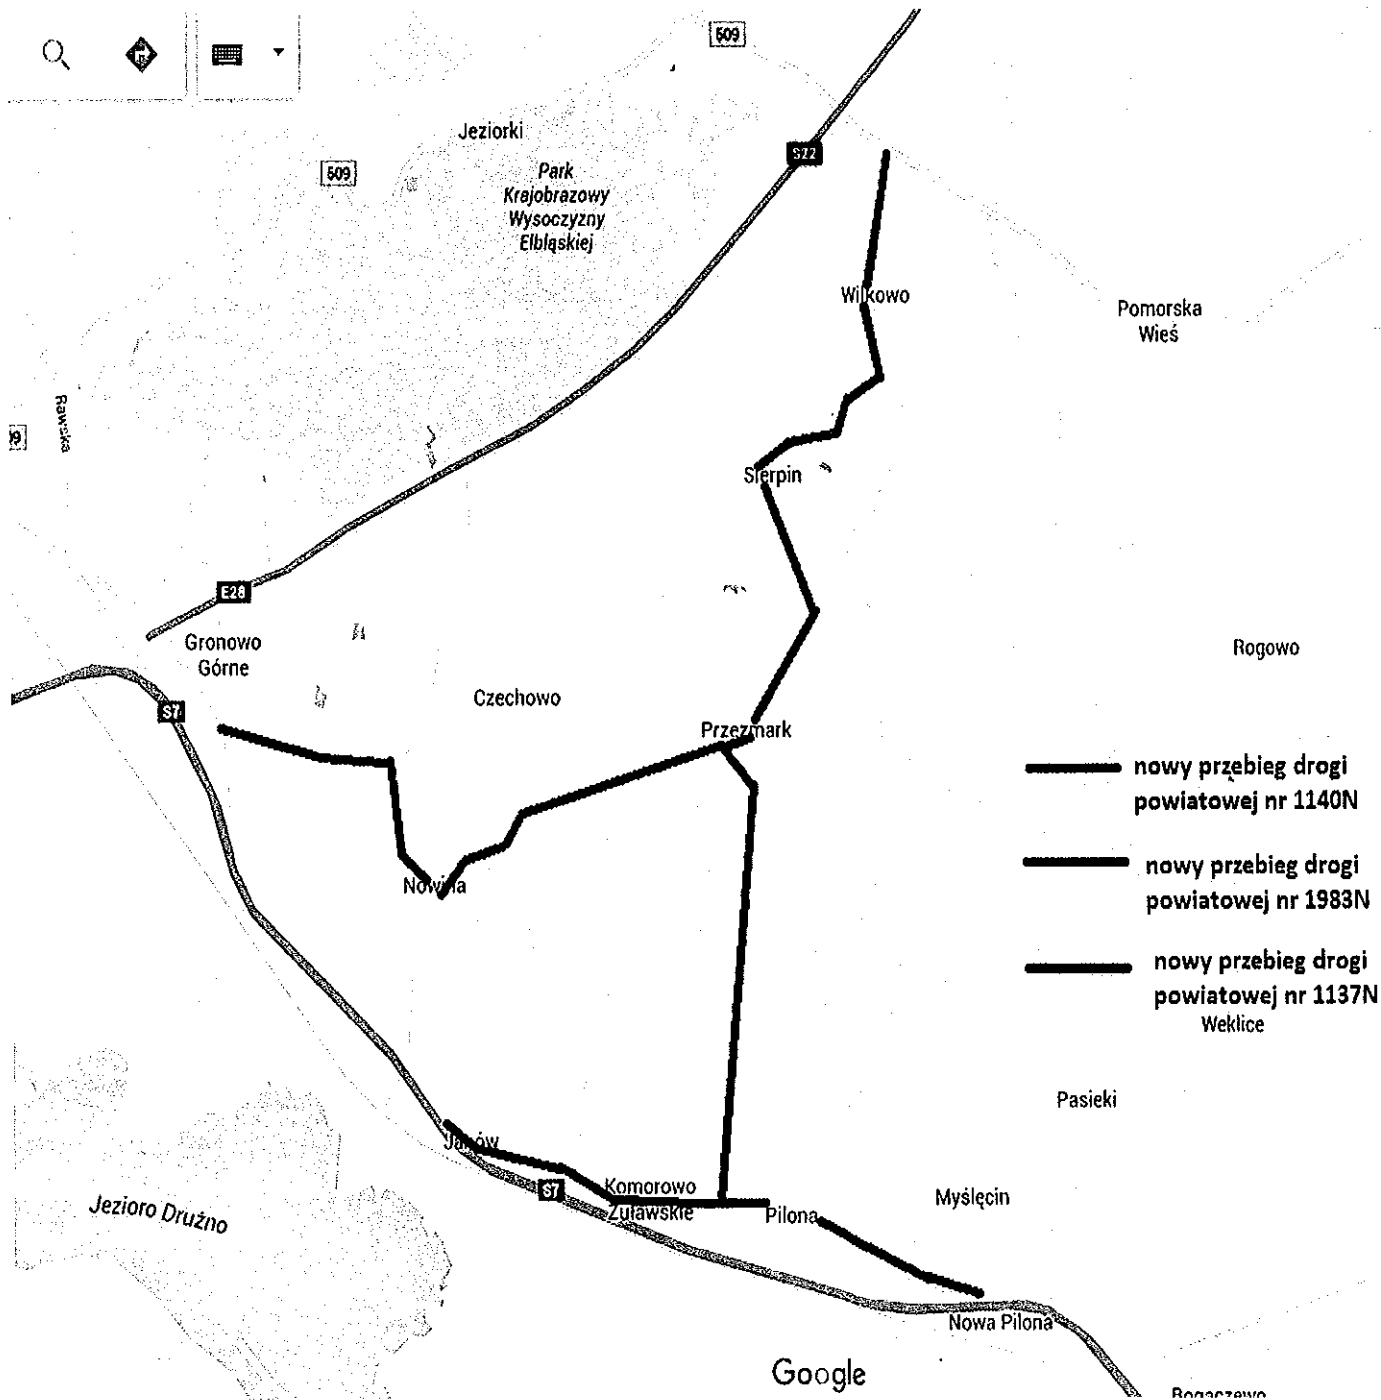 509
Jeziorki
509
Park
Krajobrazowy
Wysoczyzny
Elbląskiej
S22
Wilkowo
Pomorska
Wieś
Rawska
Sierpin
E28
Gronowo
Górne
Rogowo
Czechowo
S7
Przezmark
nowy przebieg drogi
powiatowej nr 1140N
nowy przebieg drogi
powiatowej nr 1983N
Nowina
nowy przebieg drogi
powiatowej nr 1137N
Weklice
Pasieki
Janów
S7
Komorowo
Żuławskie
Myślęcin
Jezioro Drużno
Pilona
Nowa Pilona
Google